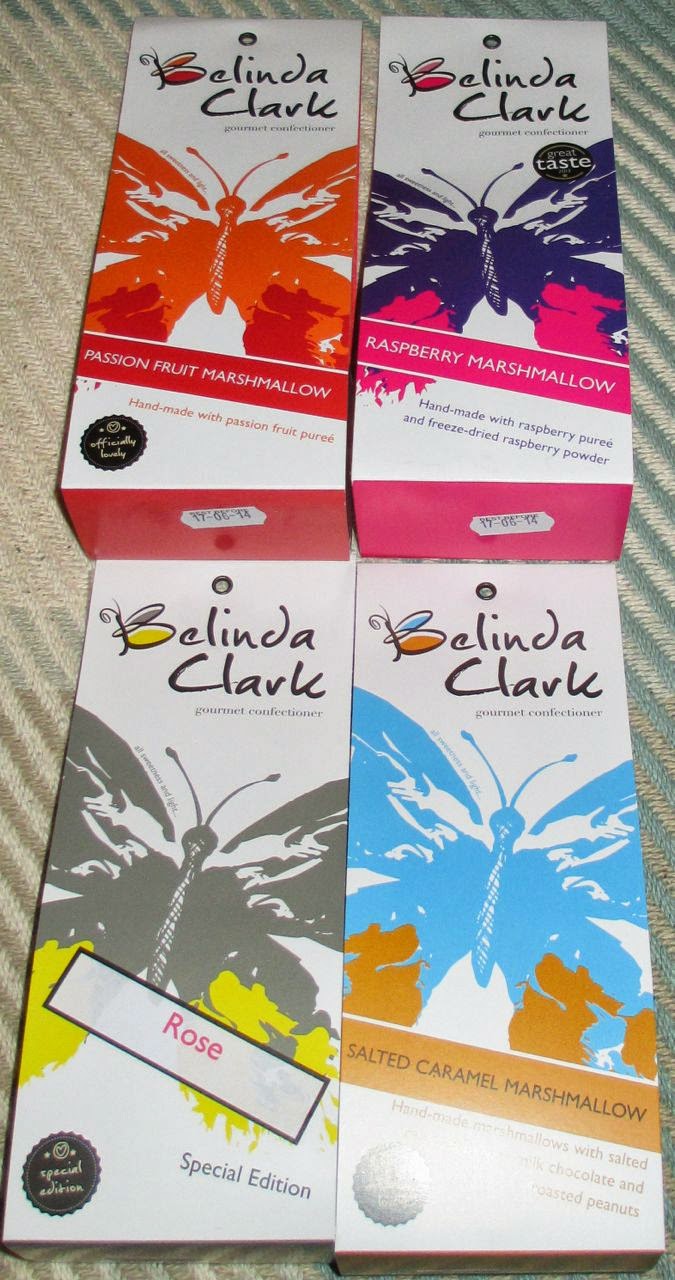 Belinda
Clark
gourmet confectioner
all sweetness and light...
PASSION FRUIT MARSHMALLOW
Hand-made with passion fruit pureé
officially
lovely
BEST BEFORE
17-06-14
Belinda
Clark
gourmet confectioner
great
taste
2013
all sweetness and light...
RASPBERRY MARSHMALLOW
Hand-made with raspberry pureé
and freeze-dried raspberry powder
BEST BEFORE
17-06-14
Belinda
Clark
gourmet confectioner
all sweetness and light...
Rose
special
edition
Special Edition
Belinda
Clark
gourmet confectioner
all sweetness and light...
SALTED CARAMEL MARSHMALLOW
Hand-made marshmallows with salted
milk chocolate and
roasted peanuts